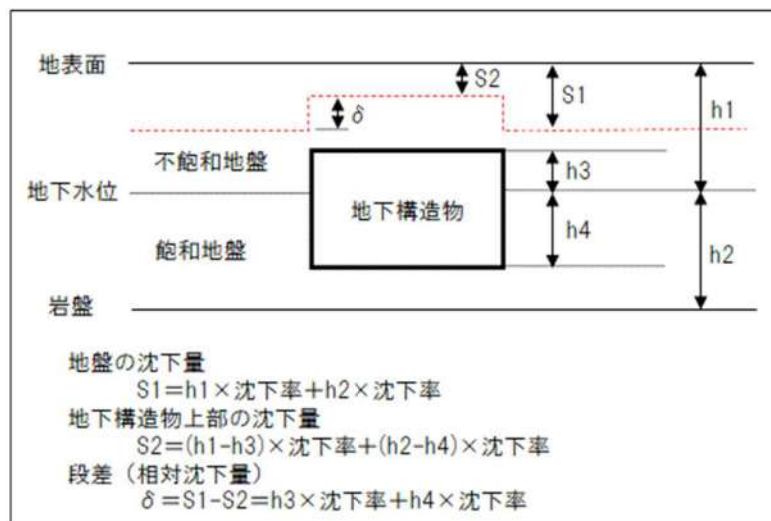 地表面
S2
S1
δ
h1
不飽和地盤
h3
地下水位
地下構造物
h4
飽和地盤
h2
岩盤
地盤の沈下量
S1=h1×沈下率+h2×沈下率
地下構造物上部の沈下量
S2=(h1-h3)×沈下率+(h2-h4)×沈下率
段差(相対沈下量)
δ=S1-S2=h3×沈下率+h4×沈下率